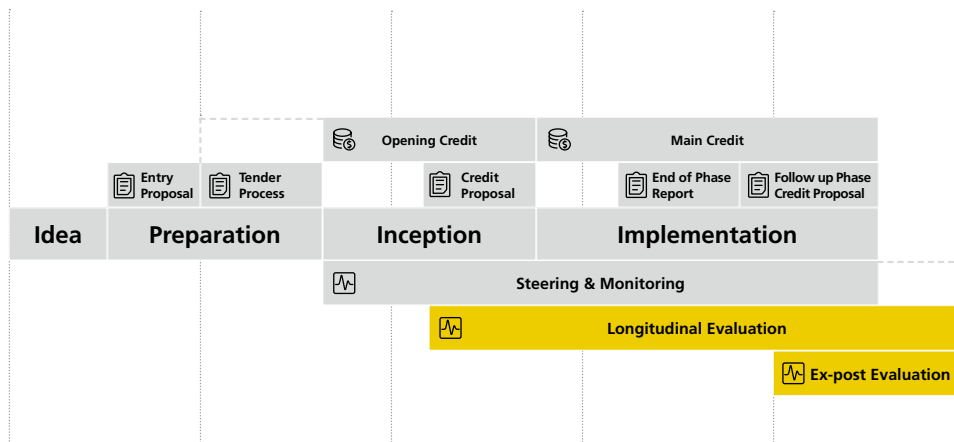 Opening Credit
Main Credit
Entry
Proposal
Tender
Process
Credit
Proposal
End of Phase
Report
Follow up Phase
Credit Proposal
Idea
Preparation
Inception
Implementation
Steering & Monitoring
Longitudinal Evaluation
Ex-post Evaluation